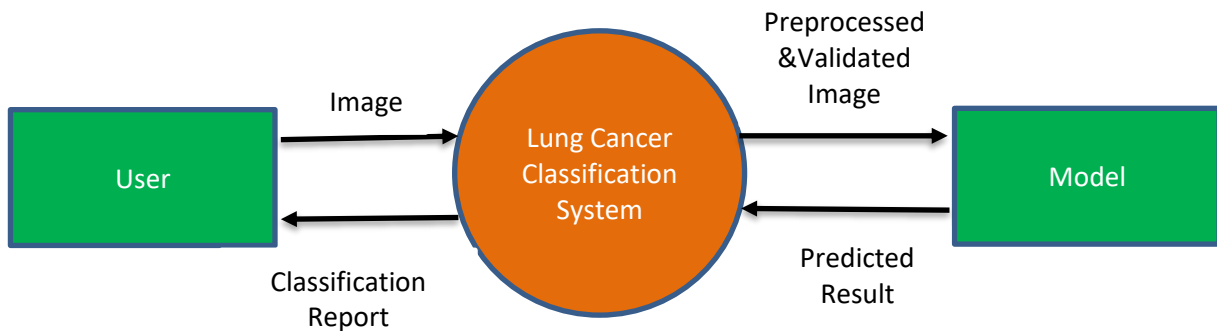 User
Image
Classification
Report
Lung Cancer
Classification
System
Preprocessed
&Validated
Image
Predicted
Result
Model